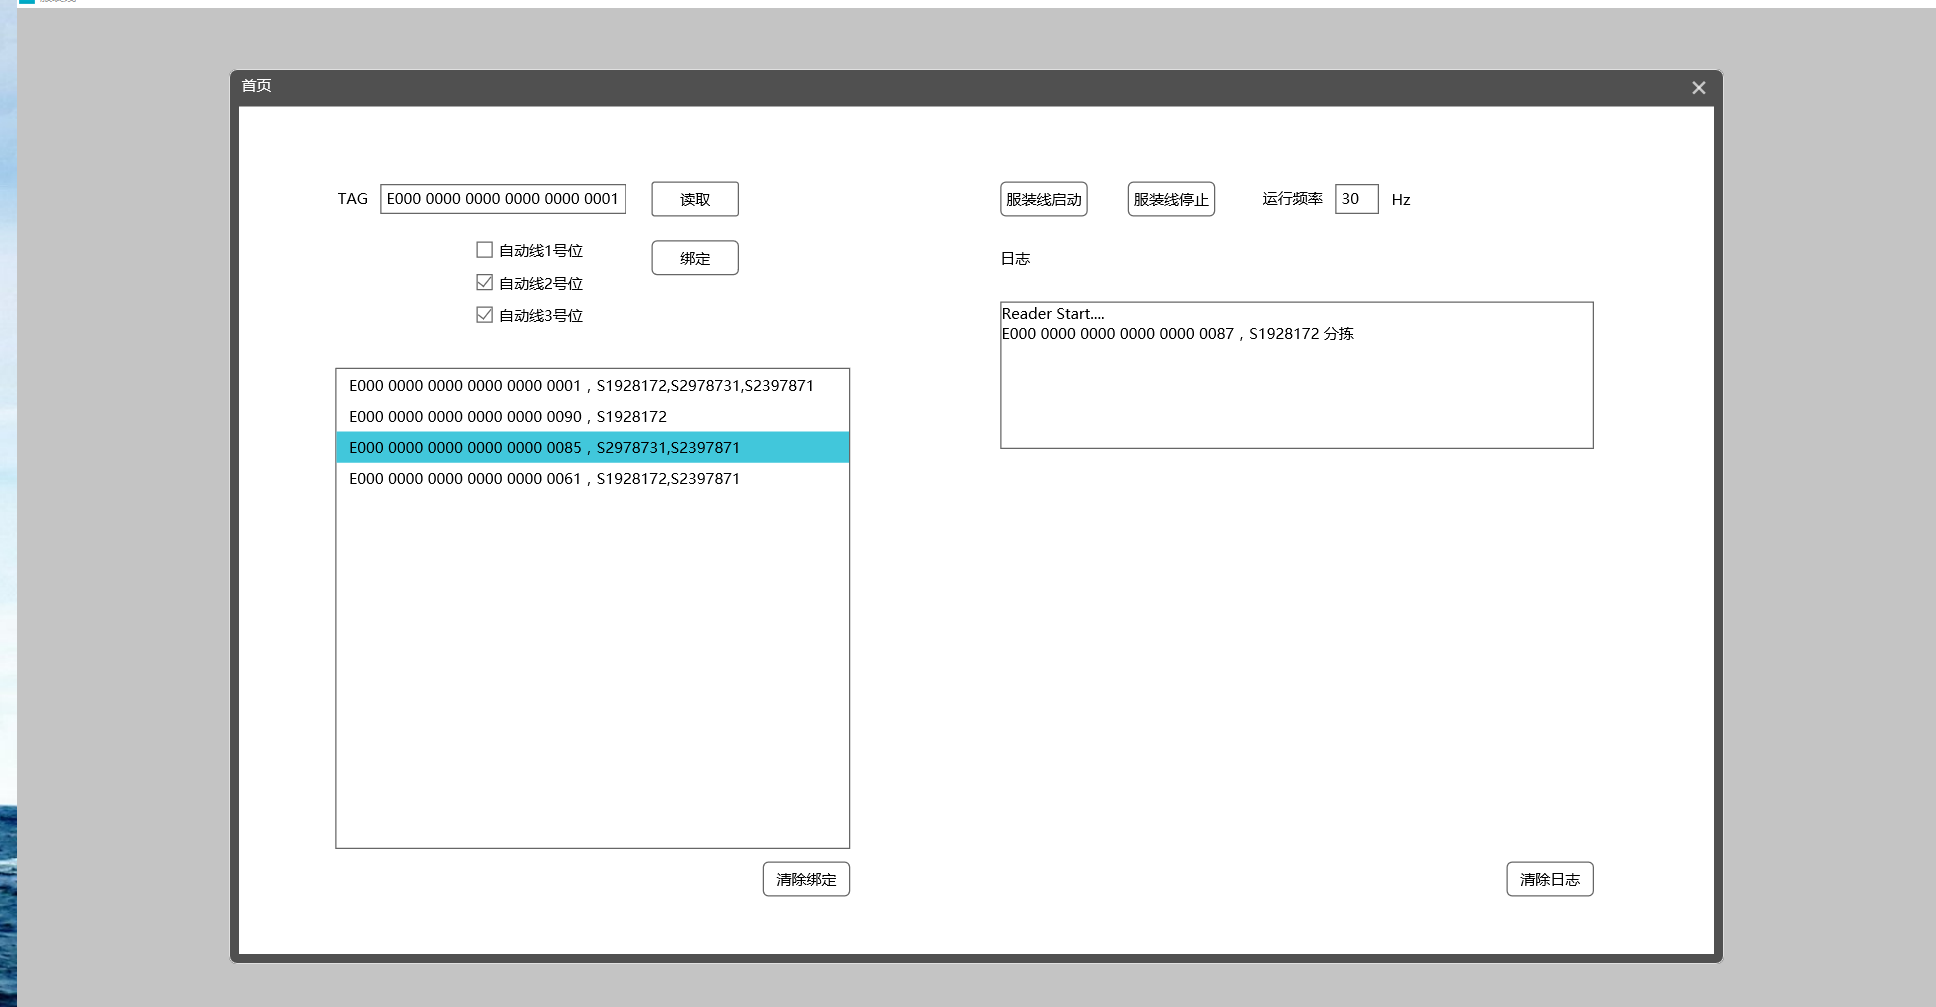 首页
TAG E000 0000 0000 0000 0000 0001 读取
自动线1号位 绑定
自动线2号位
自动线3号位
E000 0000 0000 0000 0000 0001，S1928172,S2978731,S2397871
E000 0000 0000 0000 0000 0090，S1928172
E000 0000 0000 0000 0000 0085，S2978731,S2397871
E000 0000 0000 0000 0000 0061，S1928172,S2397871
清除绑定
服装线启动 服装线停止 运行频率 30 Hz
日志
Reader Start....
E000 0000 0000 0000 0000 0087，S1928172 分拣
清除日志